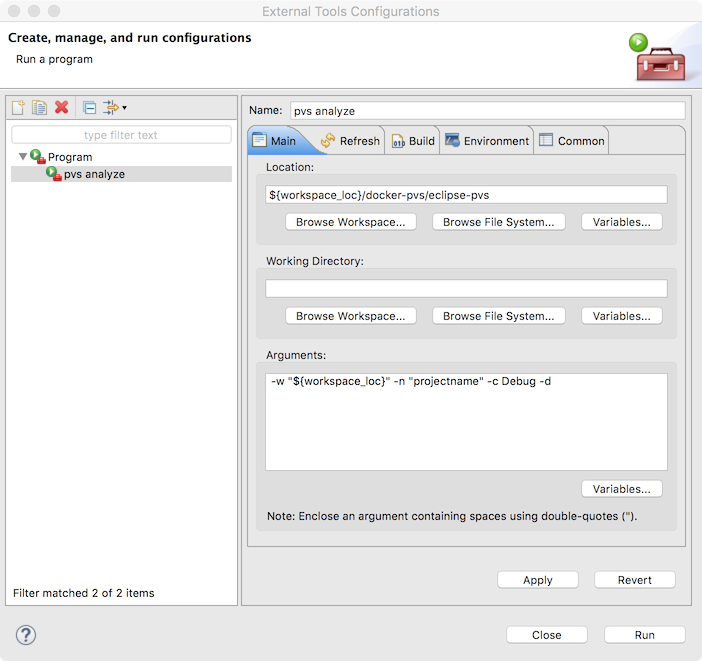 External Tools Configurations
Create, manage, and run configurations
Run a program
type filter text
Program
pvs analyze
Filter matched 2 of 2 items
Name: pvs analyze
Main Refresh Build Environment Common
Location:
${workspace_loc}/docker-pvs/eclipse-pvs
Browse Workspace... Browse File System... Variables...
Working Directory:
Browse Workspace... Browse File System... Variables...
Arguments:
-w "${workspace_loc}" -n "projectname" -c Debug -d
Variables...
Note: Enclose an argument containing spaces using double-quotes (").
Apply Revert
? Close Run